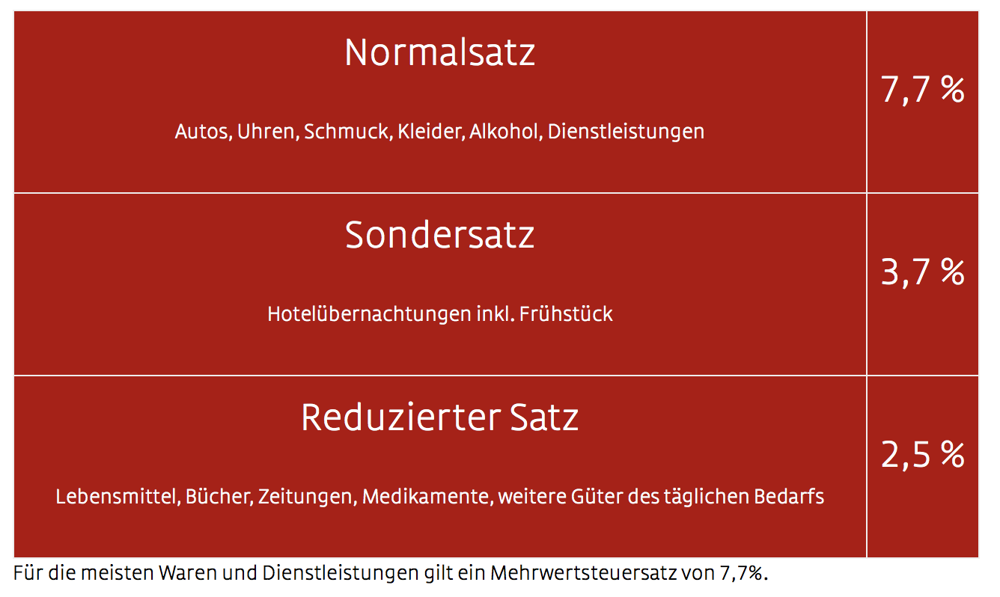 Normalsatz
7,7 %
Autos, Uhren, Schmuck, Kleider, Alkohol, Dienstleistungen
Sondersatz
3,7 %
Hotelübernachtungen inkl. Frühstück
Reduzierter Satz
2,5 %
Lebensmittel, Bücher, Zeitungen, Medikamente, weitere Güter des täglichen Bedarfs
Für die meisten Waren und Dienstleistungen gilt ein Mehrwertsteuersatz von 7,7%.